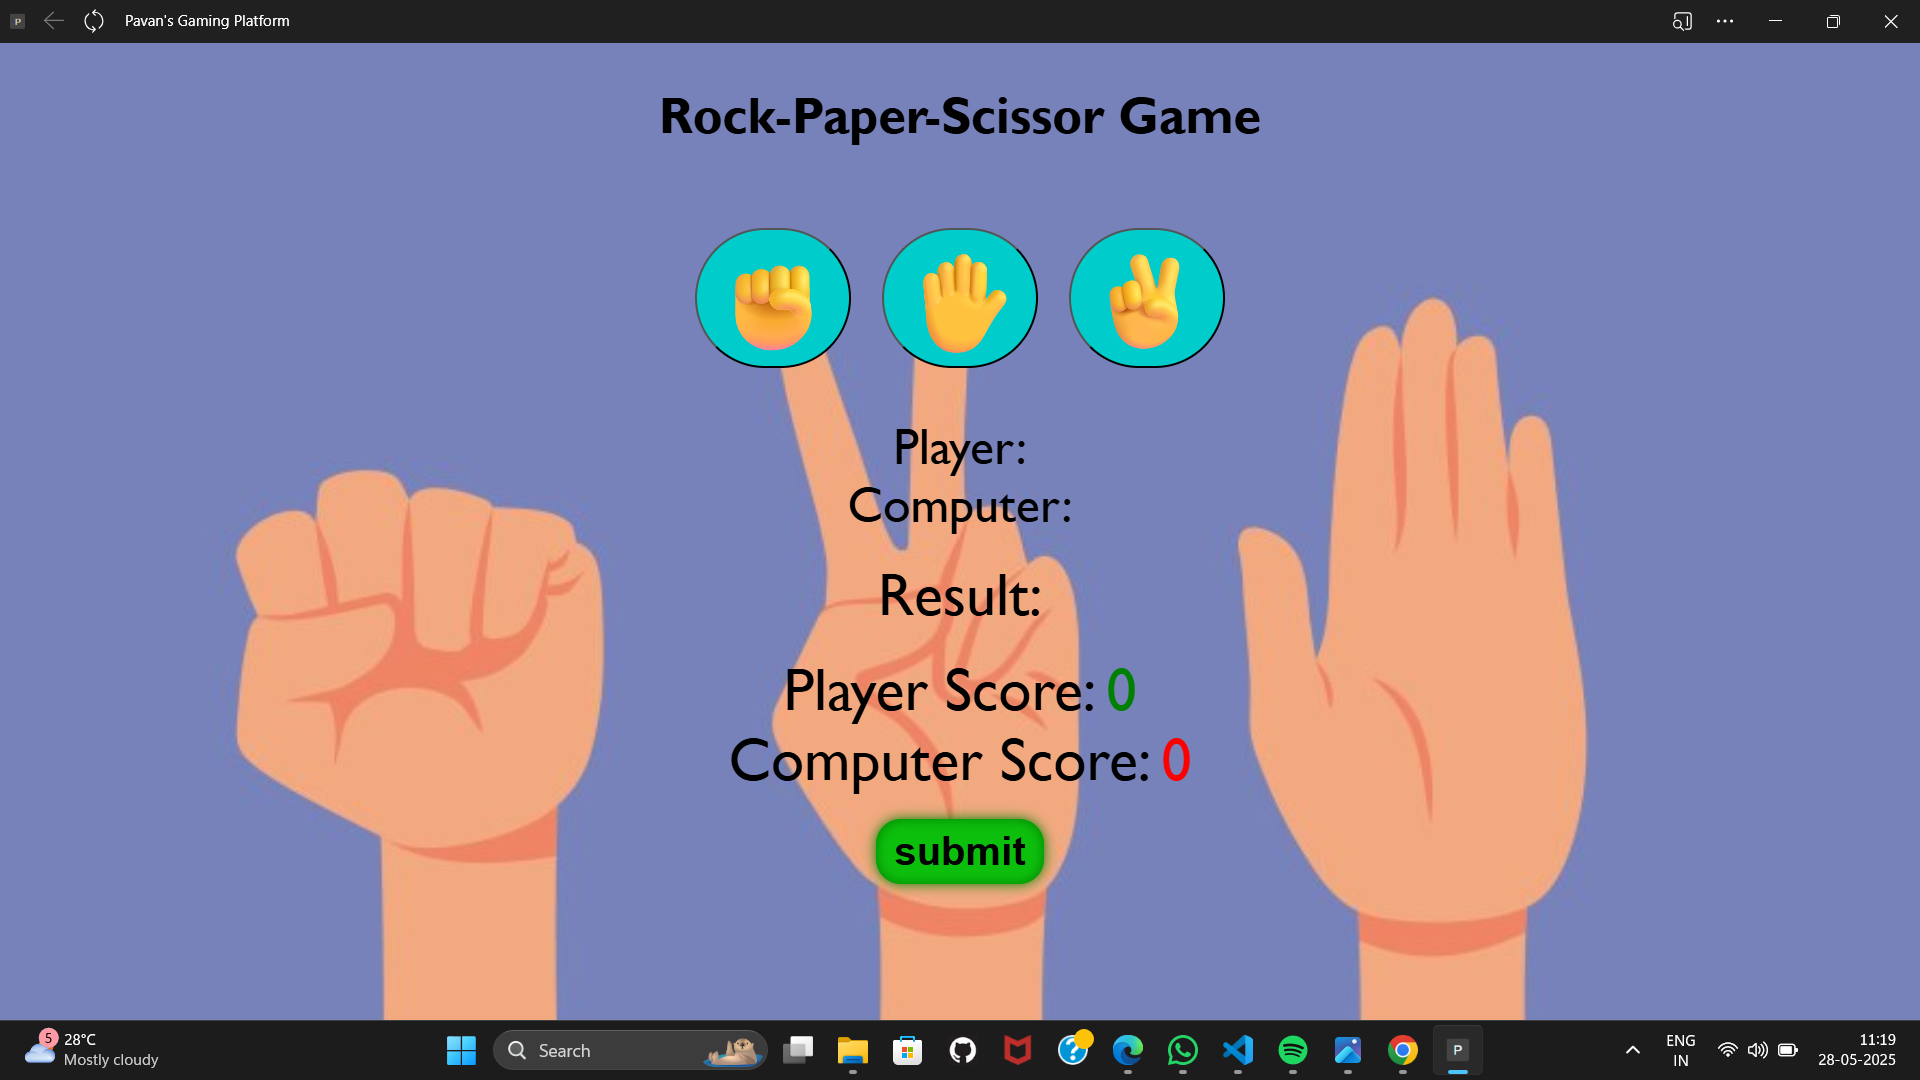 P
Pavan's Gaming Platform
Rock-Paper-Scissor Game
Player:
Computer:
Result:
Player Score: 0
Computer Score: 0
submit
5
28°C
Mostly cloudy
Search
P
ENG
IN
11:19
28-05-2025